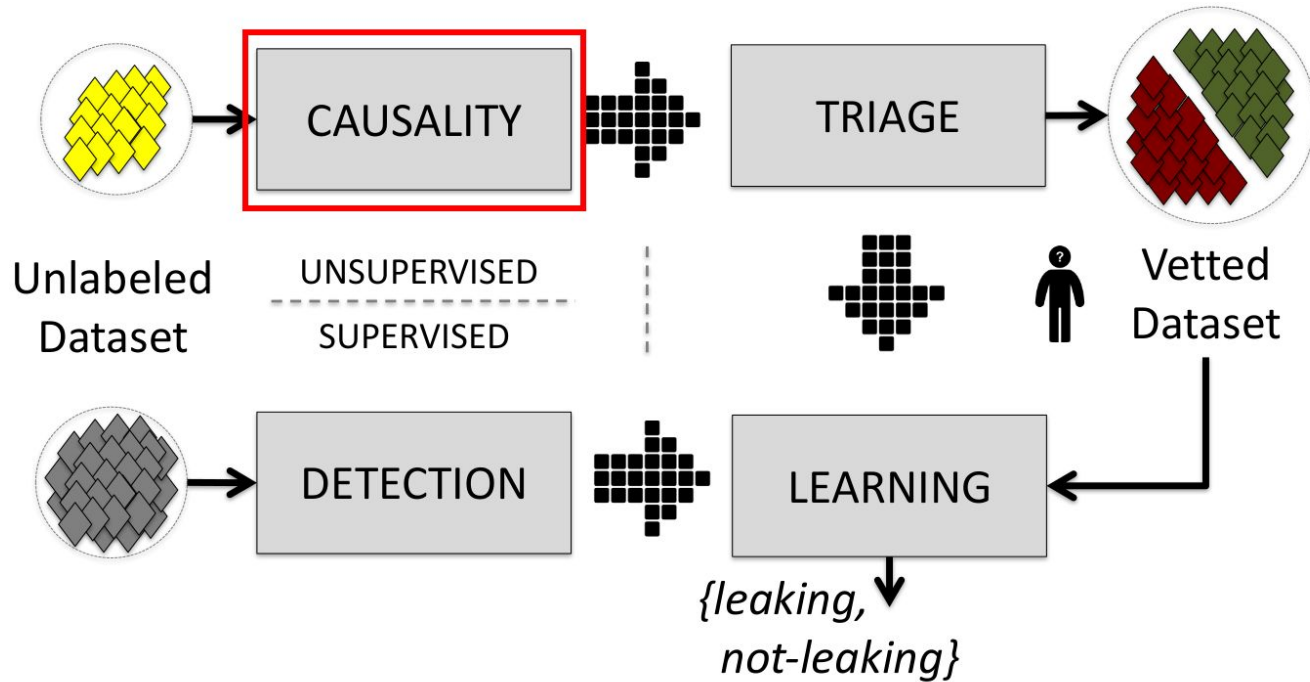 CAUSALITY
TRIAGE
Unlabeled
Dataset
UNSUPERVISED
SUPERVISED
?
Vetted
Dataset
DETECTION
LEARNING
{leaking,
not-leaking}